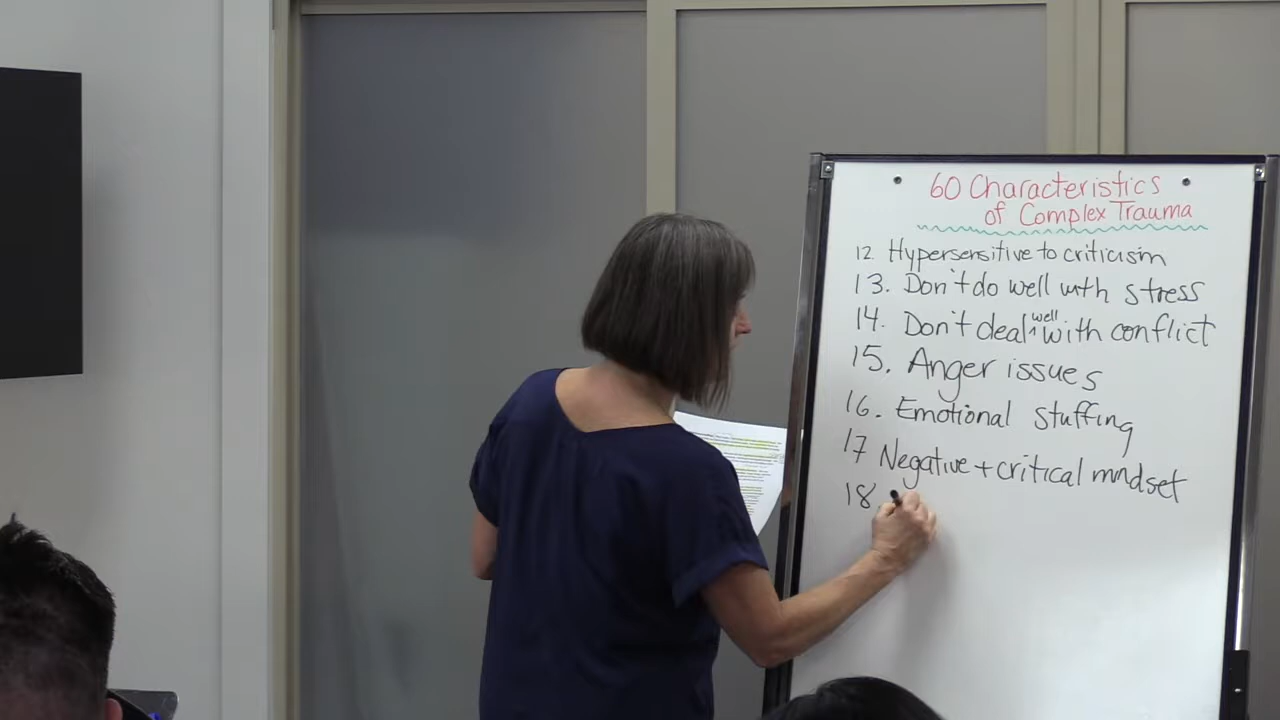 60 Characteristics
of Complex Trauma
12. Hypersensitive to criticism
13. Don't do well with stress
14. Don't deal well with conflict
15. Anger issues
16. Emotional stuffing
17 Negative + critical mindset
18.